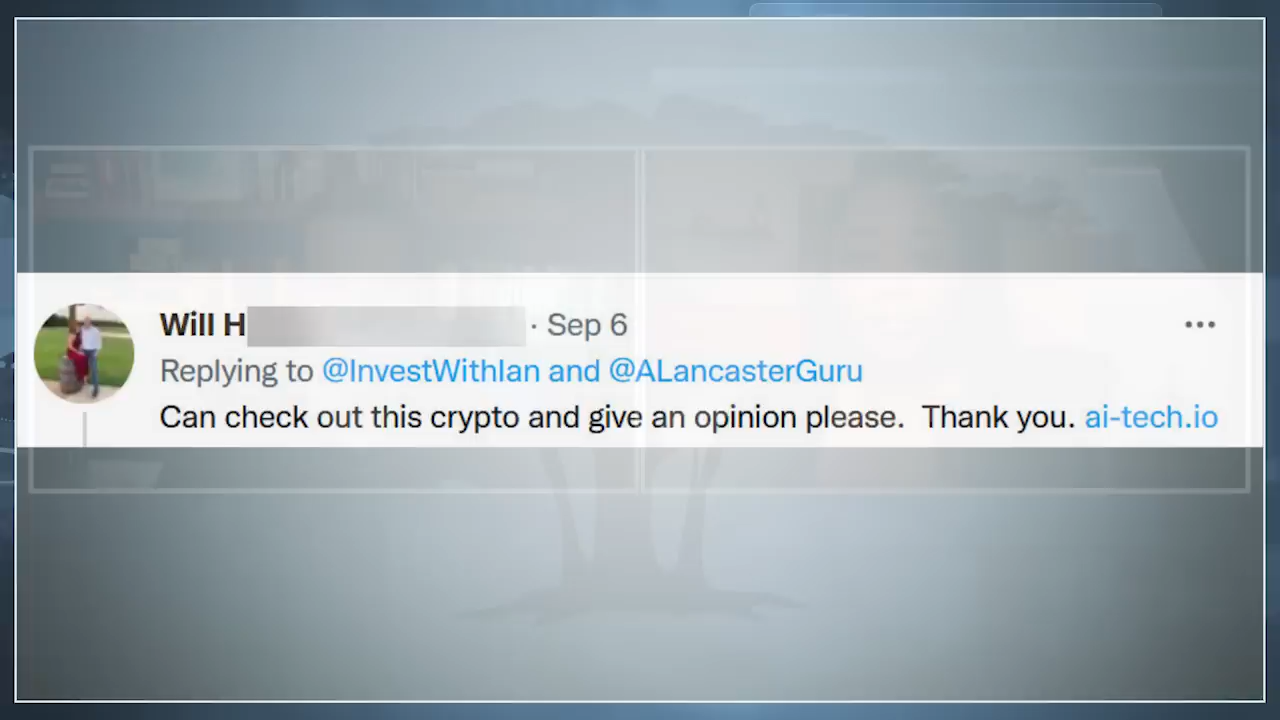 Will H · Sep 6
Replying to @InvestWithIan and @ALancasterGuru
Can check out this crypto and give an opinion please.  Thank you. ai-tech.io